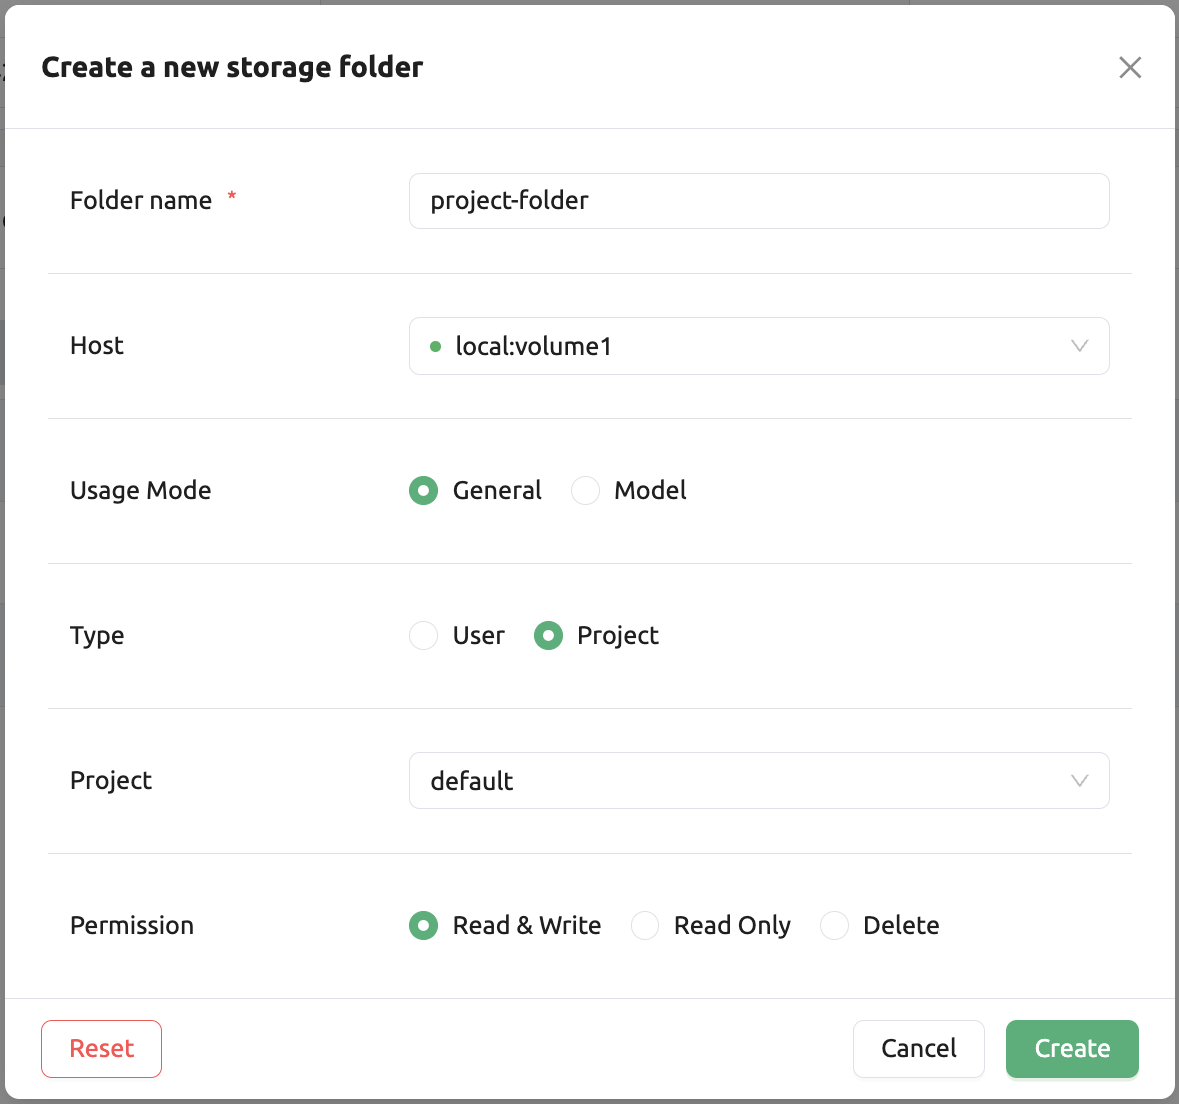 Create a new storage folder
Folder name *
project-folder
Host
local:volume1
Usage Mode
General
Model
Type
User
Project
Project
default
Permission
Read & Write
Read Only
Delete
Reset
Cancel
Create